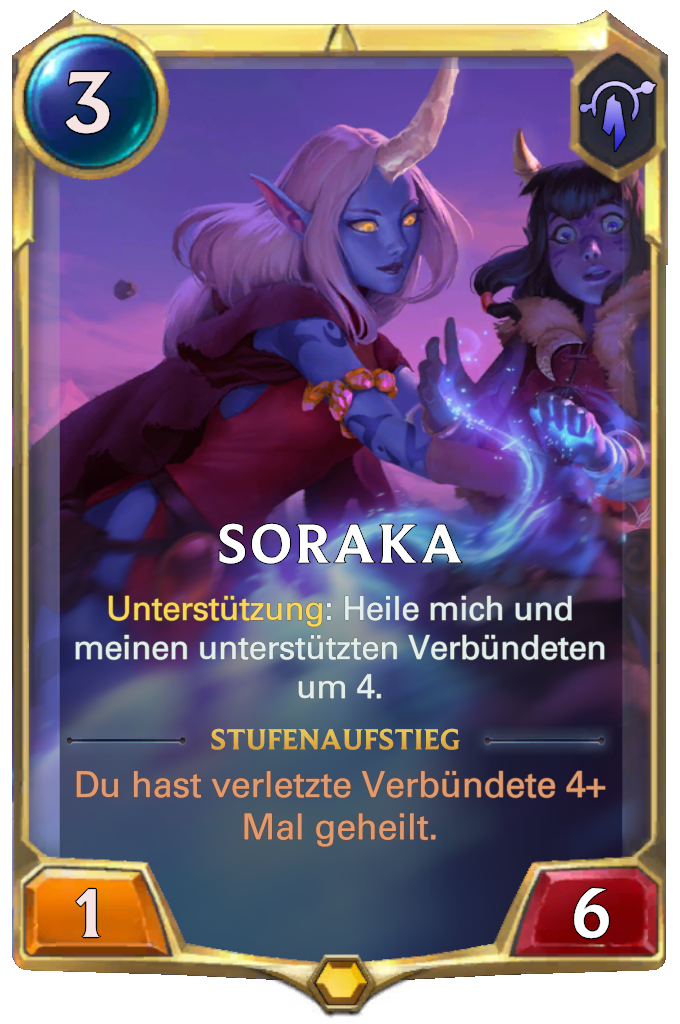 3
SORAKA
Unterstützung: Heile mich und
meinen unterstützten Verbündeten
um 4.
STUFENAUFSTIEG
Du hast verletzte Verbündete 4+
Mal geheilt.
1
6